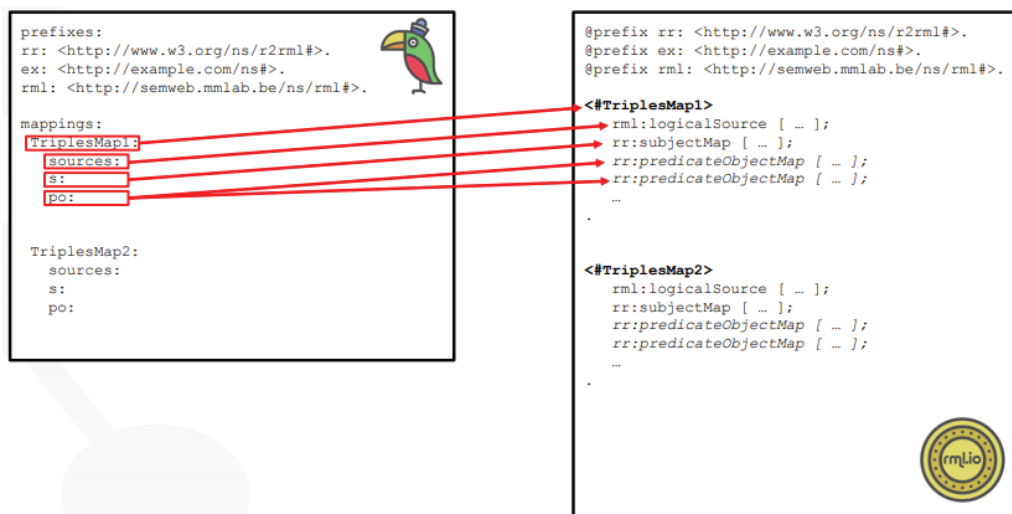 prefixes:
rr: <http://www.w3.org/ns/r2rml#>.
ex: <http://example.com/ns#>.
rml: <http://semweb.mmlab.be/ns/rml#>.
mappings:
TriplesMap1:
sources:
s:
po:
TriplesMap2:
sources:
s:
po:
@prefix rr: <http://www.w3.org/ns/r2rml#>.
@prefix ex: <http://example.com/ns#>.
@prefix rml: <http://semweb.mmlab.be/ns/rml#>.
<#TriplesMap1>
rml:logicalSource [ … ];
rr:subjectMap [ … ];
rr:predicateObjectMap [ … ];
rr:predicateObjectMap [ … ];
…
.
<#TriplesMap2>
rml:logicalSource [ … ];
rr:subjectMap [ … ];
rr:predicateObjectMap [ … ];
rr:predicateObjectMap [ … ];
…
.
rml.io